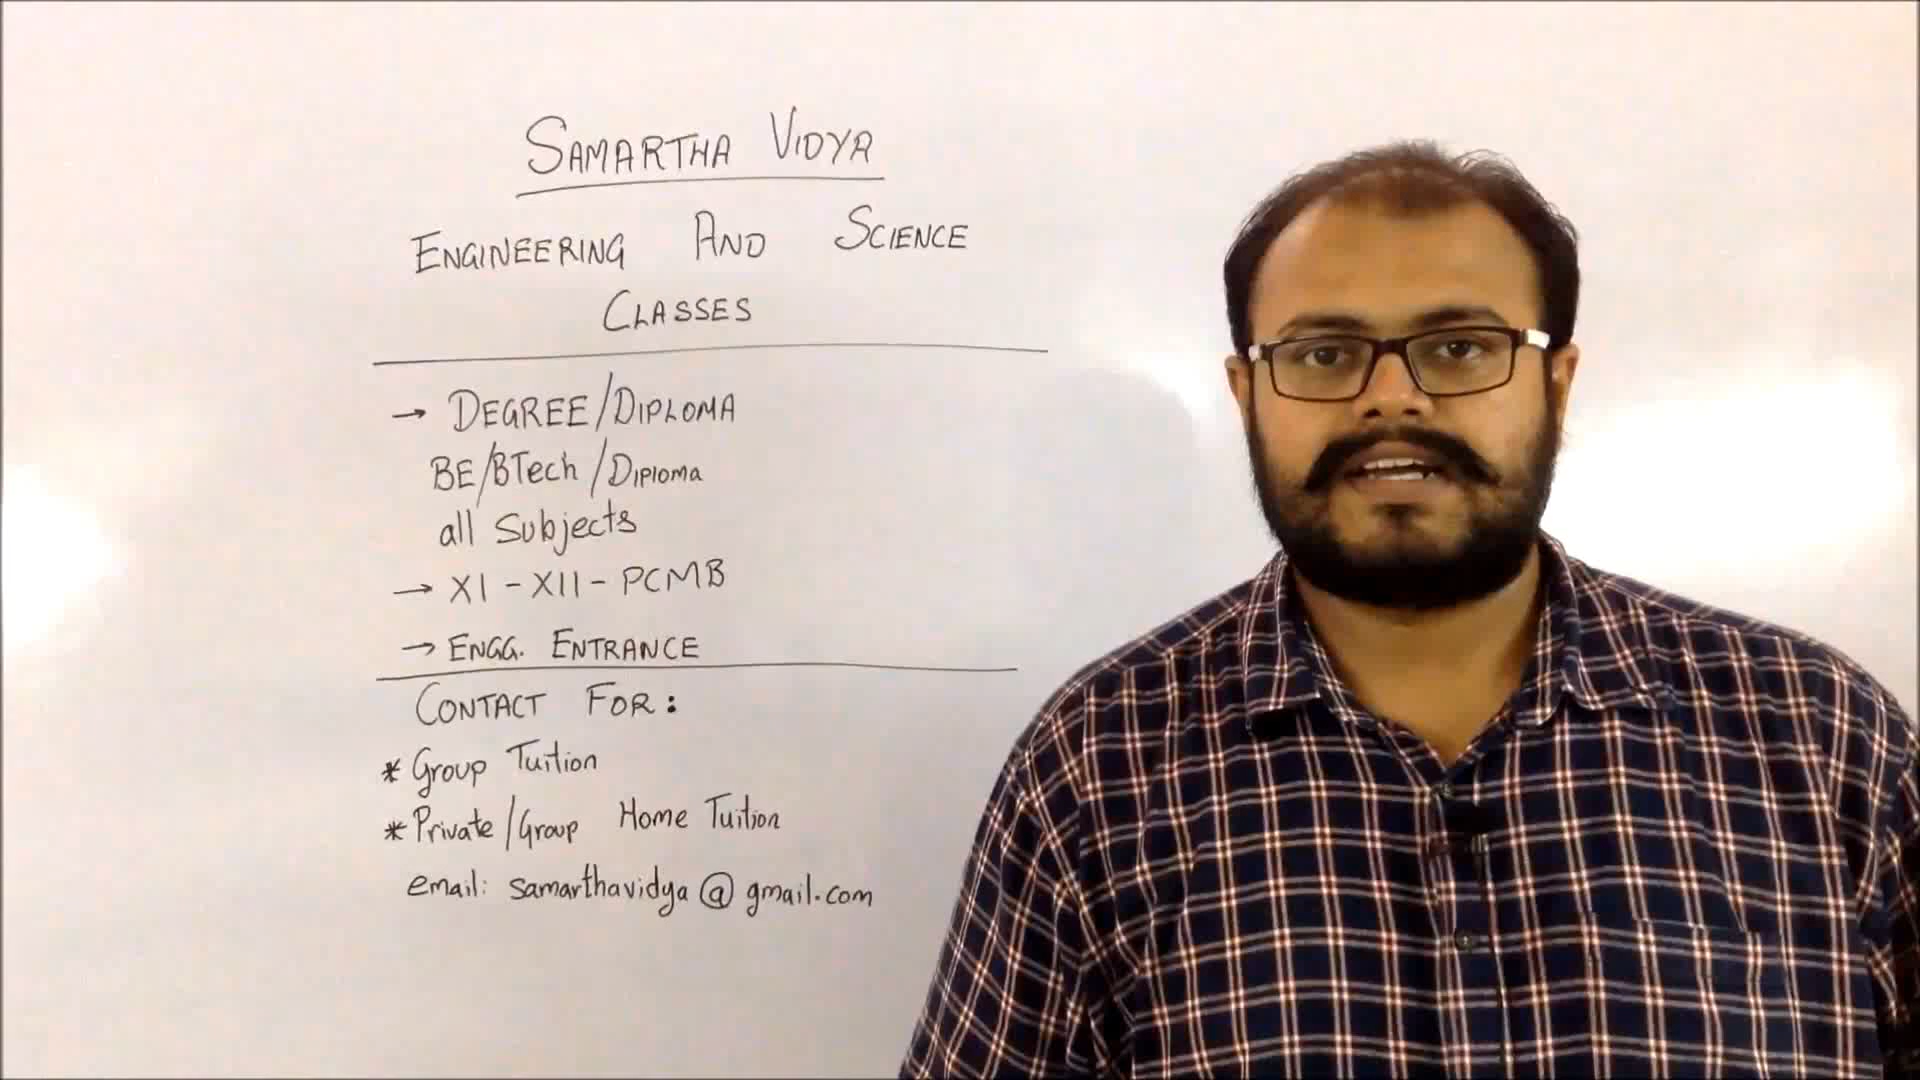 SAMARTHA VIDYA
ENGINEERING AND SCIENCE
CLASSES
→ DEGREE/DIPLOMA
BE/BTech/Diploma
all subjects
→ XI - XII - PCMB
→ ENGG. ENTRANCE
CONTACT FOR:
* Group Tuition
* Private/Group Home Tuition
email: samarthavidya@gmail.com